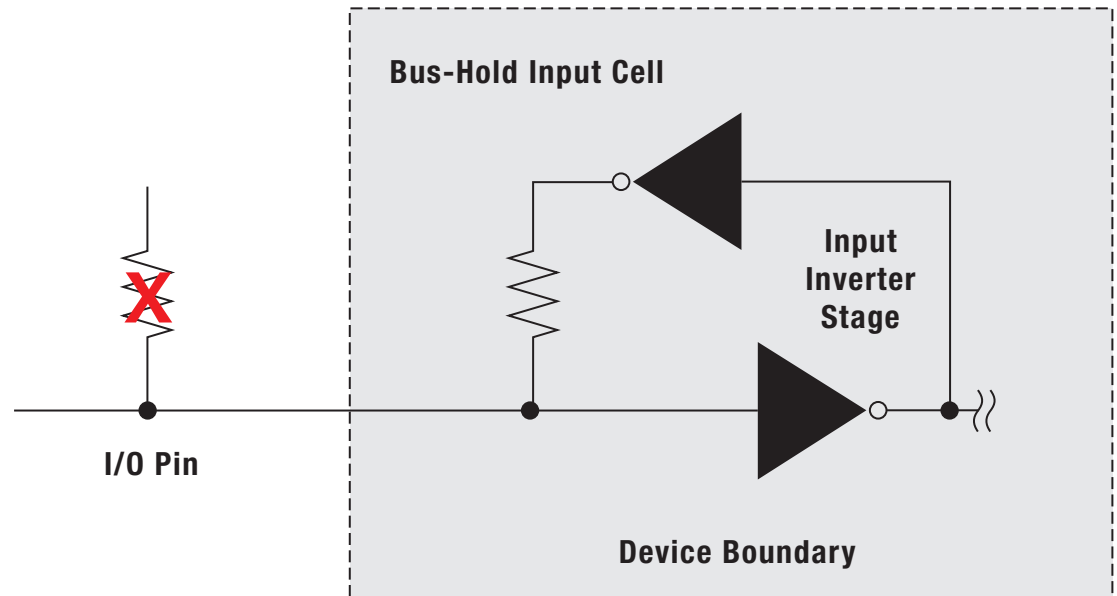 Bus-Hold Input Cell
Input
Inverter
Stage
X
I/O Pin
Device Boundary